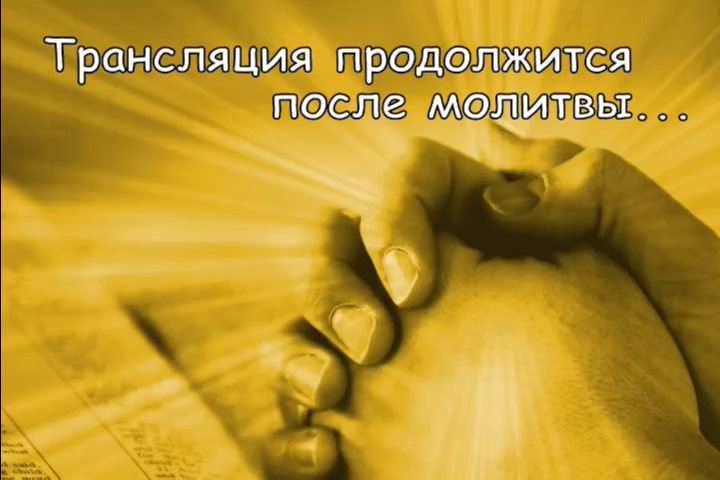 Трансляция продолжится
после молитвы...